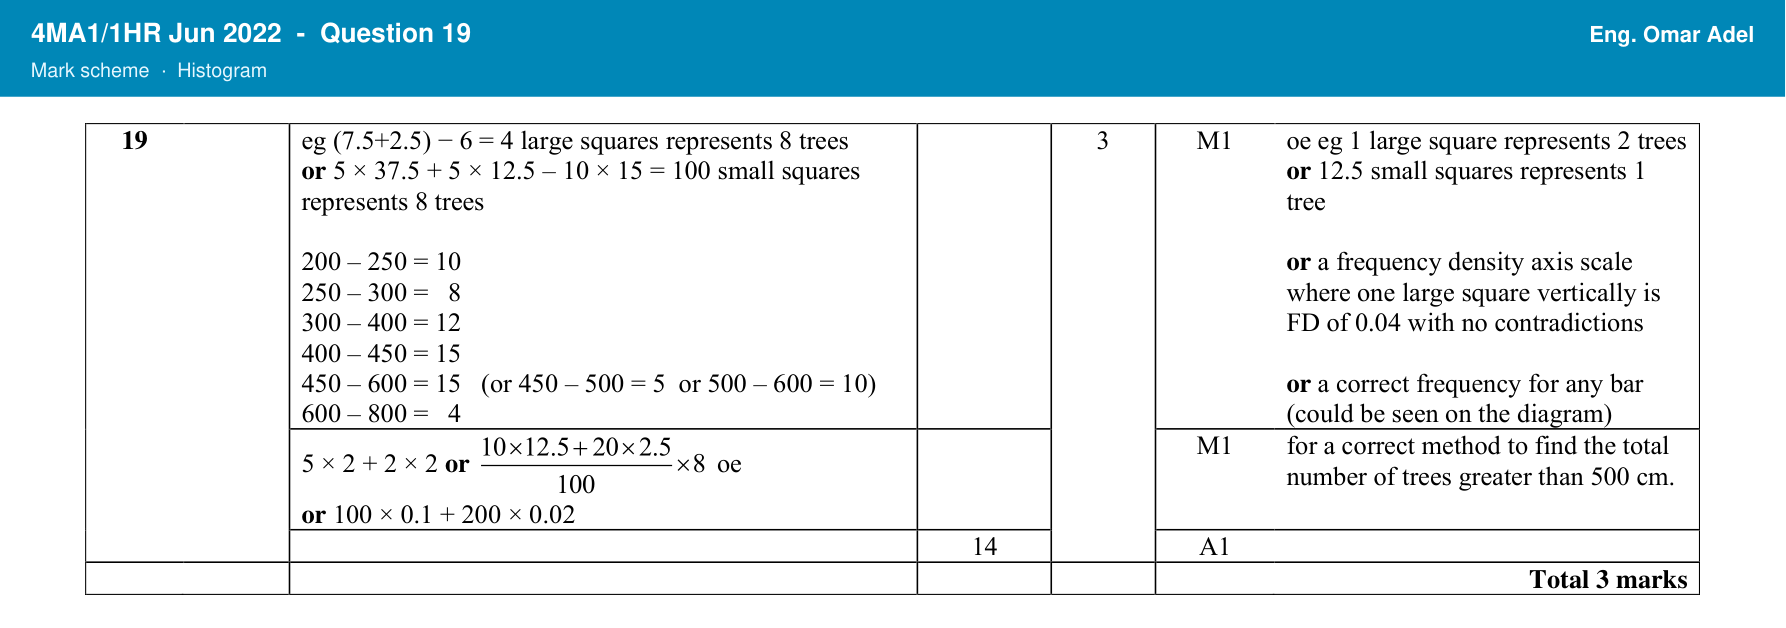 4MA1/1HR Jun 2022 - Question 19
Eng. Omar Adel
Mark scheme · Histogram
19
eg (7.5+2.5) − 6 = 4 large squares represents 8 trees
or 5 × 37.5 + 5 × 12.5 – 10 × 15 = 100 small squares
represents 8 trees
200 – 250 = 10
250 – 300 = 8
300 – 400 = 12
400 – 450 = 15
450 – 600 = 15 (or 450 – 500 = 5 or 500 – 600 = 10)
600 – 800 = 4
3
M1
oe eg 1 large square represents 2 trees
or 12.5 small squares represents 1
tree
or a frequency density axis scale
where one large square vertically is
FD of 0.04 with no contradictions
or a correct frequency for any bar
(could be seen on the diagram)
5 × 2 + 2 × 2 or (10×12.5+20×2.5)/100 ×8 oe
or 100 × 0.1 + 200 × 0.02
M1
for a correct method to find the total
number of trees greater than 500 cm.
14
A1
Total 3 marks